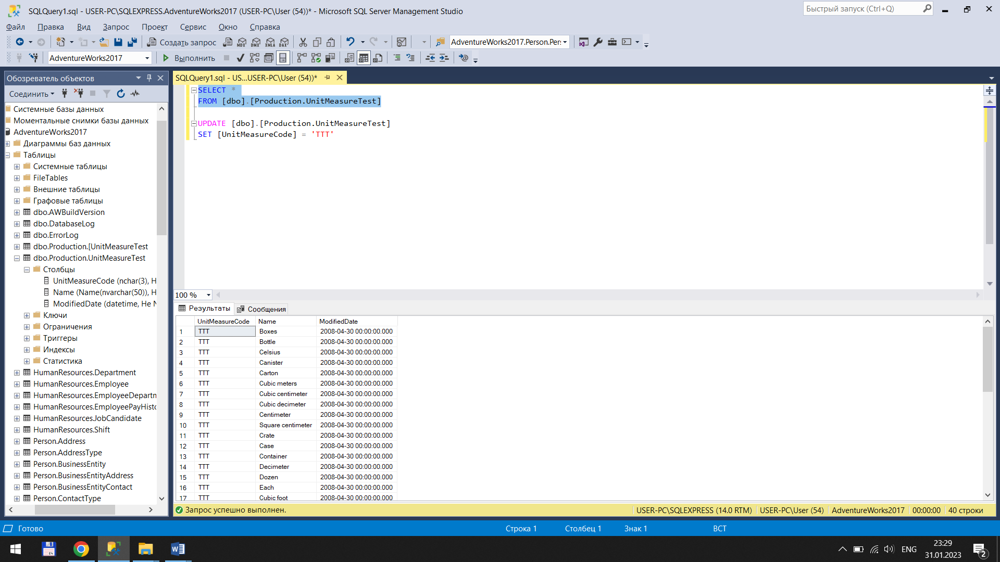 SQLQuery1.sql - USER-PC\SQLEXPRESS.AdventureWorks2017 (USER-PC\User (54))* - Microsoft SQL Server Management Studio
Быстрый запуск (Ctrl+Q)
Файл Правка Вид Запрос Проект Сервис Окно Справка
Создать запрос MDX DMX XMLA DAX AdventureWorks2017.Person.Per
AdventureWorks2017 Выполнить
Обозреватель объектов
SQLQuery1.sql - US...USER-PC\User (54))*
Соединить
Системные базы данных
Моментальные снимки базы данных
AdventureWorks2017
Диаграммы баз данных
Таблицы
Системные таблицы
FileTables
Внешние таблицы
Графовые таблицы
dbo.AWBuildVersion
dbo.DatabaseLog
dbo.ErrorLog
dbo.Production.[UnitMeasureTest
dbo.Production.UnitMeasureTest
Столбцы
UnitMeasureCode (nchar(3), Н
Name (Name(nvarchar(50)), Н
ModifiedDate (datetime, Не N
Ключи
Ограничения
Триггеры
Индексы
Статистика
HumanResources.Department
HumanResources.Employee
HumanResources.EmployeeDepartn
HumanResources.EmployeePayHisto
HumanResources.JobCandidate
HumanResources.Shift
Person.Address
Person.AddressType
Person.BusinessEntity
Person.BusinessEntityAddress
Person.BusinessEntityContact
Person.ContactType
SELECT *
FROM [dbo].[Production.UnitMeasureTest]
UPDATE [dbo].[Production.UnitMeasureTest]
SET [UnitMeasureCode] = 'TTT'
100 %
Результаты Сообщения
UnitMeasureCode Name ModifiedDate
1 TTT Boxes 2008-04-30 00:00:00.000
2 TTT Bottle 2008-04-30 00:00:00.000
3 TTT Celsius 2008-04-30 00:00:00.000
4 TTT Canister 2008-04-30 00:00:00.000
5 TTT Carton 2008-04-30 00:00:00.000
6 TTT Cubic meters 2008-04-30 00:00:00.000
7 TTT Cubic centimeter 2008-04-30 00:00:00.000
8 TTT Cubic decimeter 2008-04-30 00:00:00.000
9 TTT Centimeter 2008-04-30 00:00:00.000
10 TTT Square centimeter 2008-04-30 00:00:00.000
11 TTT Crate 2008-04-30 00:00:00.000
12 TTT Case 2008-04-30 00:00:00.000
13 TTT Container 2008-04-30 00:00:00.000
14 TTT Decimeter 2008-04-30 00:00:00.000
15 TTT Dozen 2008-04-30 00:00:00.000
16 TTT Each 2008-04-30 00:00:00.000
17 TTT Cubic foot 2008-04-30 00:00:00.000
Запрос успешно выполнен. USER-PC\SQLEXPRESS (14.0 RTM) USER-PC\User (54) AdventureWorks2017 00:00:00 40 строки
Готово Строка 1 Столбец 1 Знак 1 ВСТ
64 ENG 23:29
31.01.2023
2